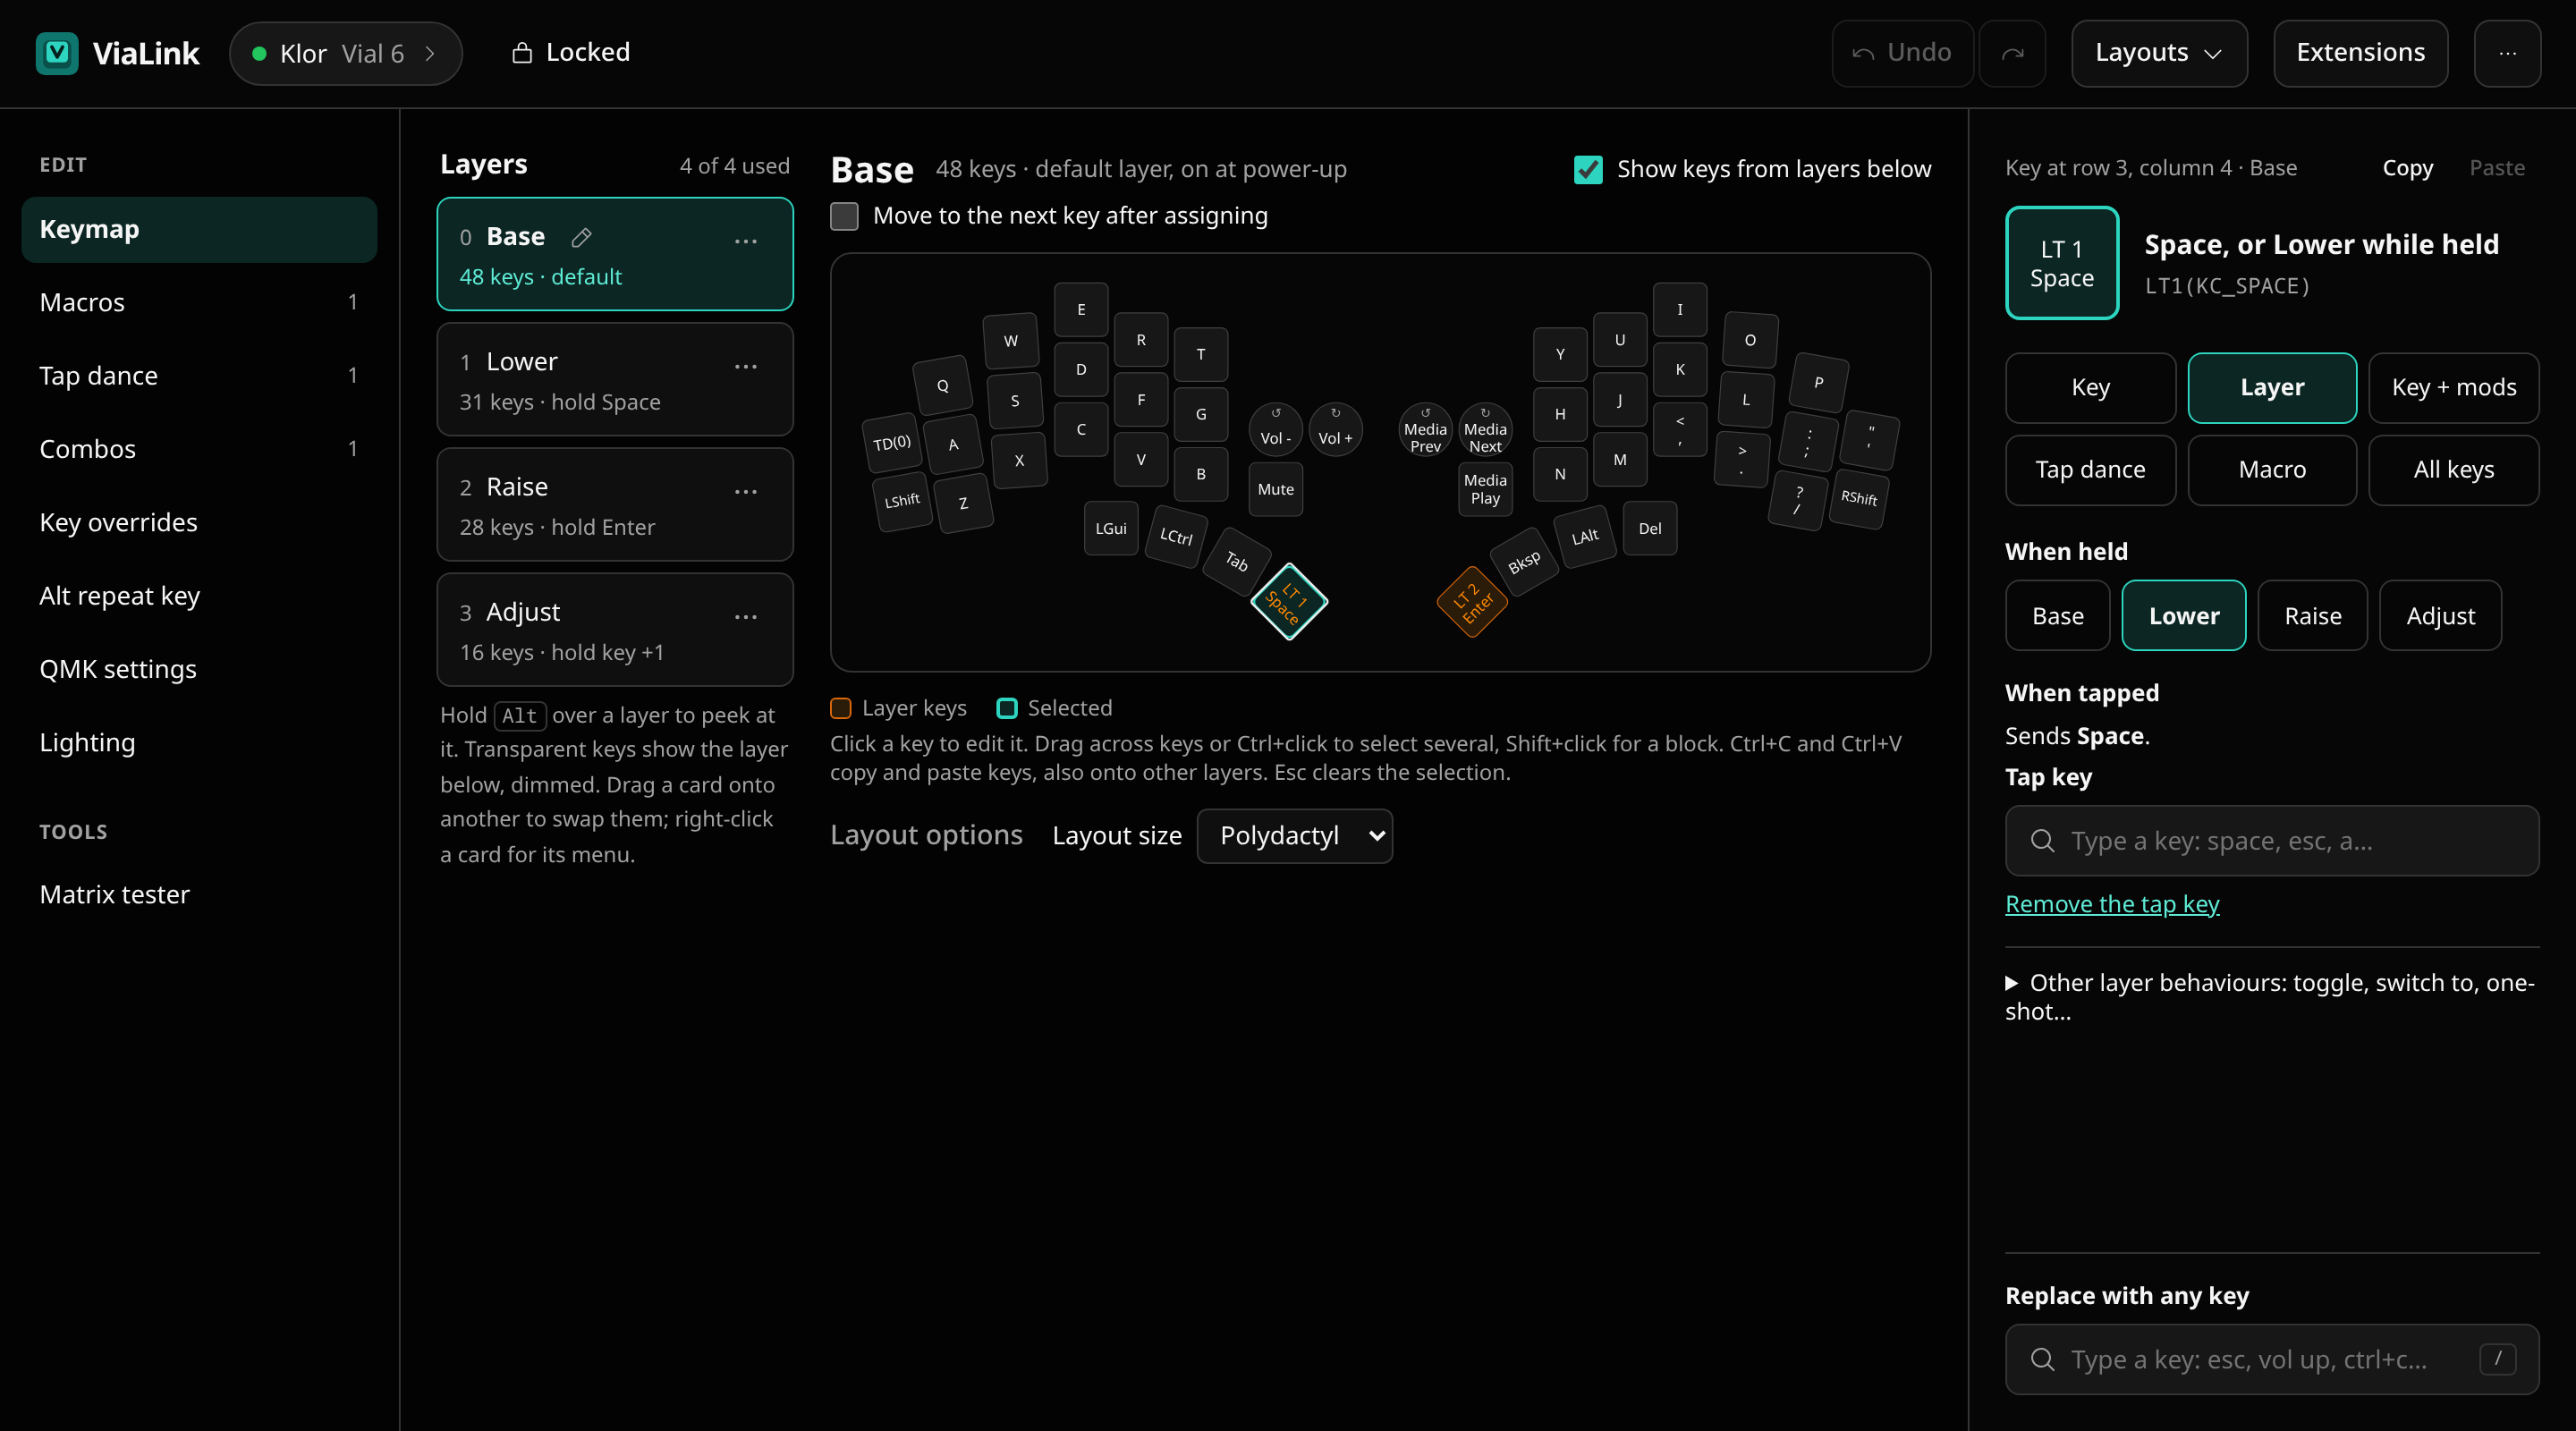 ViaLink
Klor Vial 6
Locked
Undo
Layouts
Extensions
...
EDIT
Keymap
Macros 1
Tap dance 1
Combos 1
Key overrides
Alt repeat key
QMK settings
Lighting
TOOLS
Matrix tester
Layers 4 of 4 used
0 Base ...
48 keys · default
1 Lower ...
31 keys · hold Space
2 Raise ...
28 keys · hold Enter
3 Adjust ...
16 keys · hold key +1
Hold Alt over a layer to peek at
it. Transparent keys show the layer
below, dimmed. Drag a card onto
another to swap them; right-click
a card for its menu.
Base 48 keys · default layer, on at power-up
Show keys from layers below
Move to the next key after assigning
Q
W
E
R
T
TD(0)
A
S
D
F
G
LShift
Z
X
C
V
B
↺
Vol -
↻
Vol +
Mute
LGui
LCtrl
Tab
LT 1
Space
↺
Media
Prev
↻
Media
Next
Media
Play
Y
U
I
O
P
H
J
K
L
:
;
"
'
N
M
<
,
>
.
?
/
RShift
LT 2
Enter
Bksp
LAlt
Del
Layer keys
Selected
Click a key to edit it. Drag across keys or Ctrl+click to select several, Shift+click for a block. Ctrl+C and Ctrl+V
copy and paste keys, also onto other layers. Esc clears the selection.
Layout options Layout size Polydactyl
Key at row 3, column 4 · Base
Copy
Paste
LT 1
Space
Space, or Lower while held
LT1(KC_SPACE)
Key
Layer
Key + mods
Tap dance
Macro
All keys
When held
Base
Lower
Raise
Adjust
When tapped
Sends Space.
Tap key
Type a key: space, esc, a...
Remove the tap key
Other layer behaviours: toggle, switch to, one-
shot...
Replace with any key
Type a key: esc, vol up, ctrl+c... /